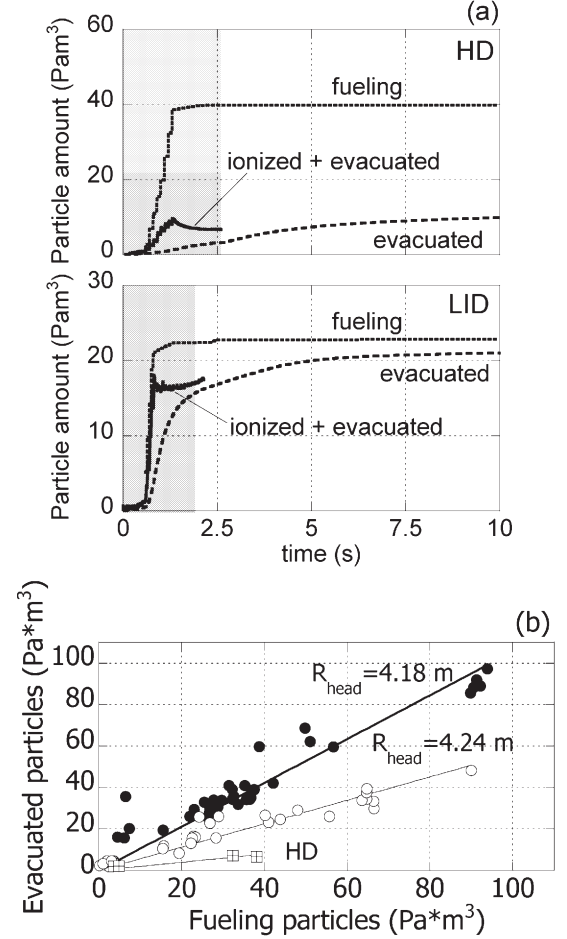 (a)
60
40
20
0
Particle amount (Pam³)
HD
fueling
ionized + evacuated
evacuated
30
20
10
0
Particle amount (Pam³)
LID
fueling
evacuated
ionized + evacuated
0 2.5 5 7.5 10
time (s)
(b)
100
80
60
40
20
0
Evacuated particles (Pa*m³)
R_head=4.18 m
R_head=4.24 m
HD
0 20 40 60 80 100
Fueling particles (Pa*m³)